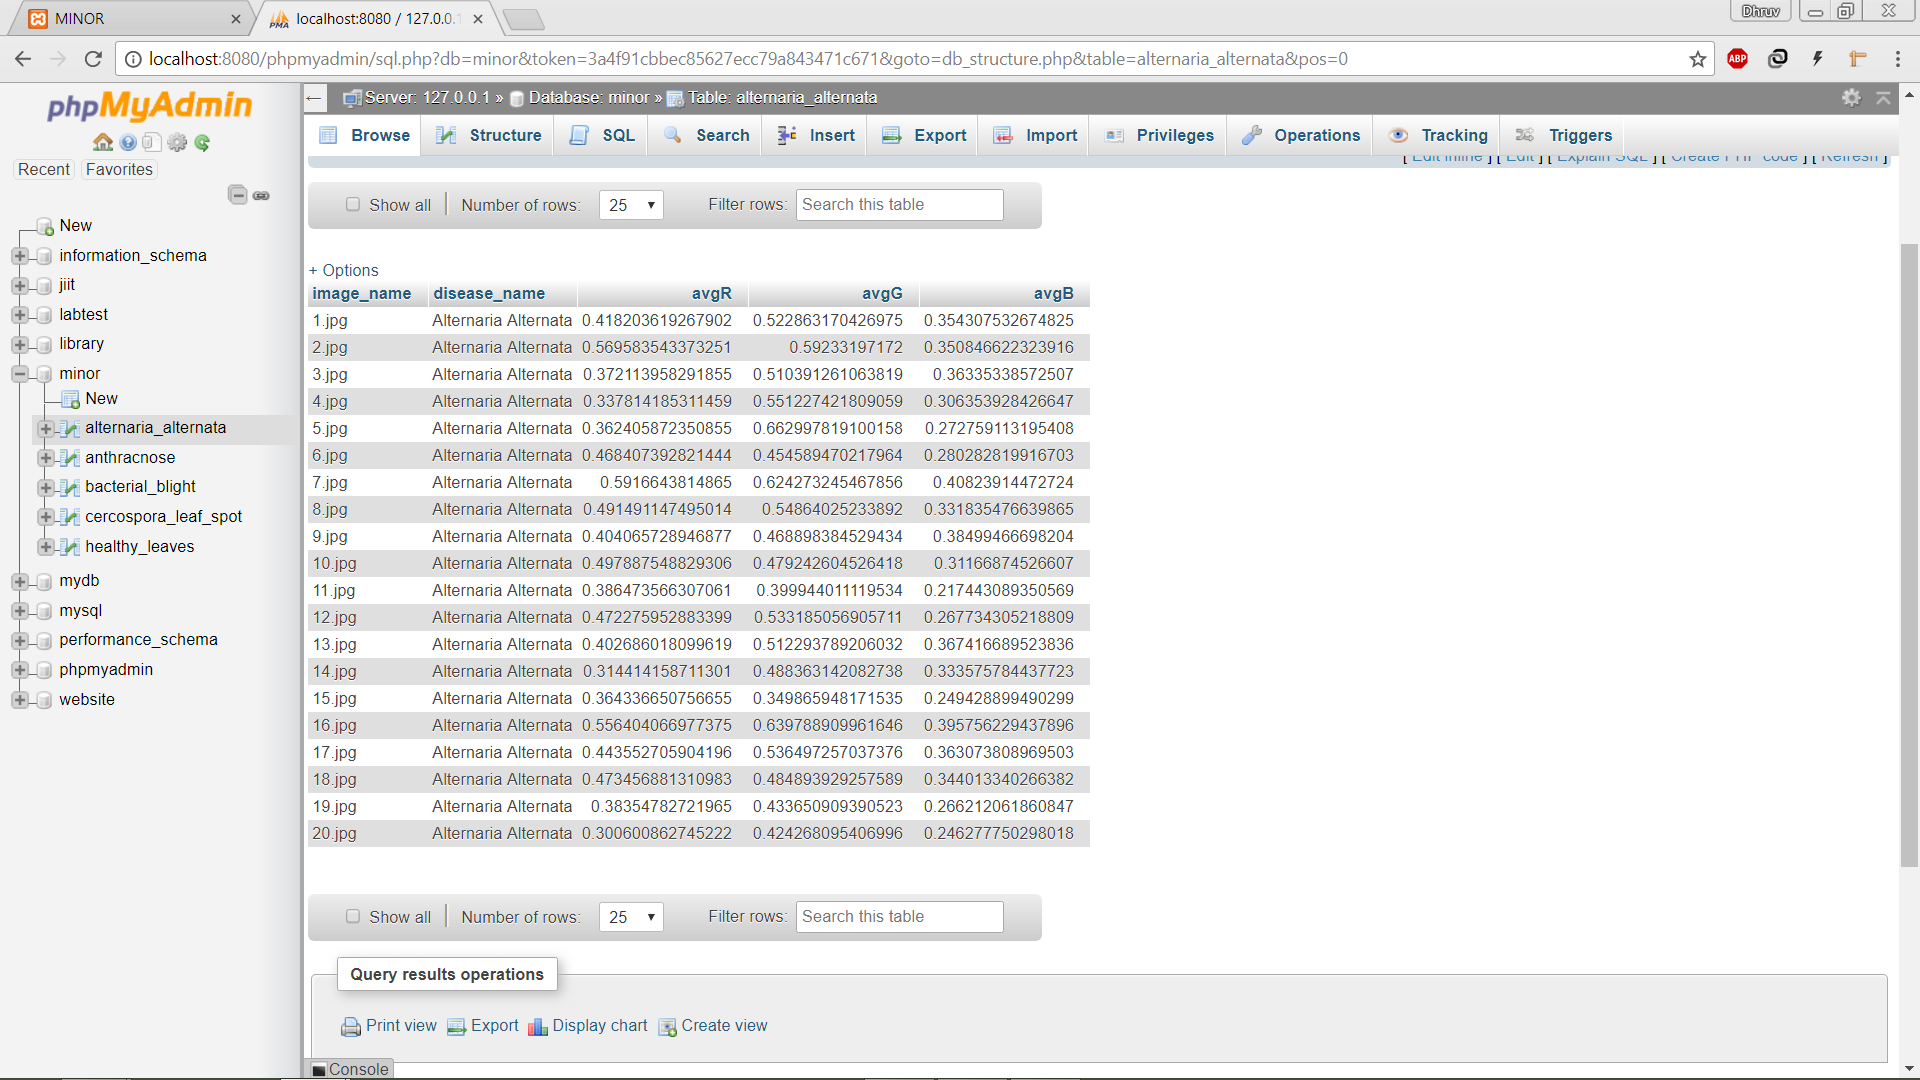 MINOR
localhost:8080 / 127.0.0.1
Dhruv
localhost:8080/phpmyadmin/sql.php?db=minor&token=3a4f91cbbec85627ecc79a843471c671&goto=db_structure.php&table=alternaria_alternata&pos=0
ABP
phpMyAdmin
Recent Favorites
New
information_schema
jiit
labtest
library
minor
New
alternaria_alternata
anthracnose
bacterial_blight
cercospora_leaf_spot
healthy_leaves
mydb
mysql
performance_schema
phpmyadmin
website
Server: 127.0.0.1 » Database: minor » Table: alternaria_alternata
Browse Structure SQL Search Insert Export Import Privileges Operations Tracking Triggers
[ Edit inline ] [ Edit ] [ Explain SQL ] [ Create PHP code ] [ Refresh ]
Show all Number of rows: 25 Filter rows: Search this table
+ Options
image_name disease_name avgR avgG avgB
1.jpg Alternaria Alternata 0.418203619267902 0.522863170426975 0.354307532674825
2.jpg Alternaria Alternata 0.569583543373251 0.59233197172 0.350846622323916
3.jpg Alternaria Alternata 0.372113958291855 0.510391261063819 0.36335338572507
4.jpg Alternaria Alternata 0.337814185311459 0.551227421809059 0.306353928426647
5.jpg Alternaria Alternata 0.362405872350855 0.662997819100158 0.272759113195408
6.jpg Alternaria Alternata 0.468407392821444 0.454589470217964 0.280282819916703
7.jpg Alternaria Alternata 0.5916643814865 0.624273245467856 0.40823914472724
8.jpg Alternaria Alternata 0.491491147495014 0.54864025233892 0.331835476639865
9.jpg Alternaria Alternata 0.404065728946877 0.468898384529434 0.38499466698204
10.jpg Alternaria Alternata 0.497887548829306 0.479242604526418 0.31166874526607
11.jpg Alternaria Alternata 0.386473566307061 0.399944011119534 0.217443089350569
12.jpg Alternaria Alternata 0.472275952883399 0.533185056905711 0.267734305218809
13.jpg Alternaria Alternata 0.402686018099619 0.512293789206032 0.367416689523836
14.jpg Alternaria Alternata 0.314414158711301 0.488363142082738 0.333575784437723
15.jpg Alternaria Alternata 0.364336650756655 0.349865948171535 0.249428899490299
16.jpg Alternaria Alternata 0.556404066977375 0.639788909961646 0.395756229437896
17.jpg Alternaria Alternata 0.443552705904196 0.536497257037376 0.363073808969503
18.jpg Alternaria Alternata 0.473456881310983 0.484893929257589 0.344013340266382
19.jpg Alternaria Alternata 0.38354782721965 0.433650909390523 0.266212061860847
20.jpg Alternaria Alternata 0.300600862745222 0.424268095406996 0.246277750298018
Show all Number of rows: 25 Filter rows: Search this table
Query results operations
Print view Export Display chart Create view
Console